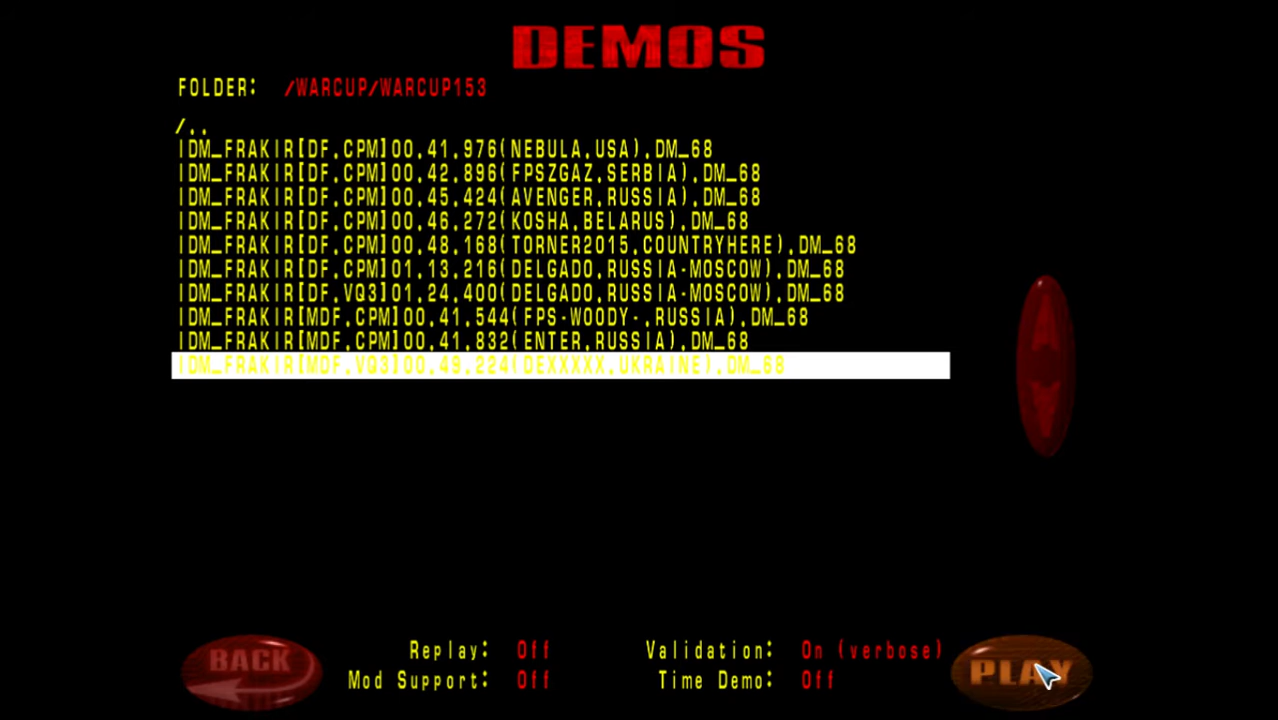 DEMOS
FOLDER: /WARCUP/WARCUP153
/..
IDM_FRAKIR[DF.CPM]00.41.976(NEBULA.USA).DM_68
IDM_FRAKIR[DF.CPM]00.42.896(FPSZGAZ.SERBIA).DM_68
IDM_FRAKIR[DF.CPM]00.45.424(AVENGER.RUSSIA).DM_68
IDM_FRAKIR[DF.CPM]00.46.272(KOSHA.BELARUS).DM_68
IDM_FRAKIR[DF.CPM]00.48.168(TORNER2015.COUNTRYHERE).DM_68
IDM_FRAKIR[DF.CPM]01.13.216(DELGADO.RUSSIA-MOSCOW).DM_68
IDM_FRAKIR[DF.VQ3]01.24.400(DELGADO.RUSSIA-MOSCOW).DM_68
IDM_FRAKIR[MDF.CPM]00.41.544(FPS-WOODY-.RUSSIA).DM_68
IDM_FRAKIR[MDF.CPM]00.41.832(ENTER.RUSSIA).DM_68
IDM_FRAKIR[MDF.VQ3]00.49.224(DEXXXXX.UKRAINE).DM_68
Replay: Off Validation: On (verbose)
BACK Mod Support: Off Time Demo: Off PLAY